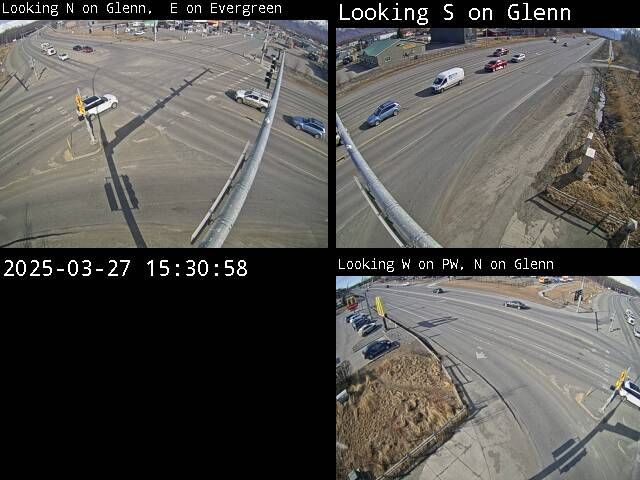 Looking N on Glenn,  E on Evergreen
Looking S on Glenn
2025-03-27 15:30:58
Looking W on PW, N on Glenn